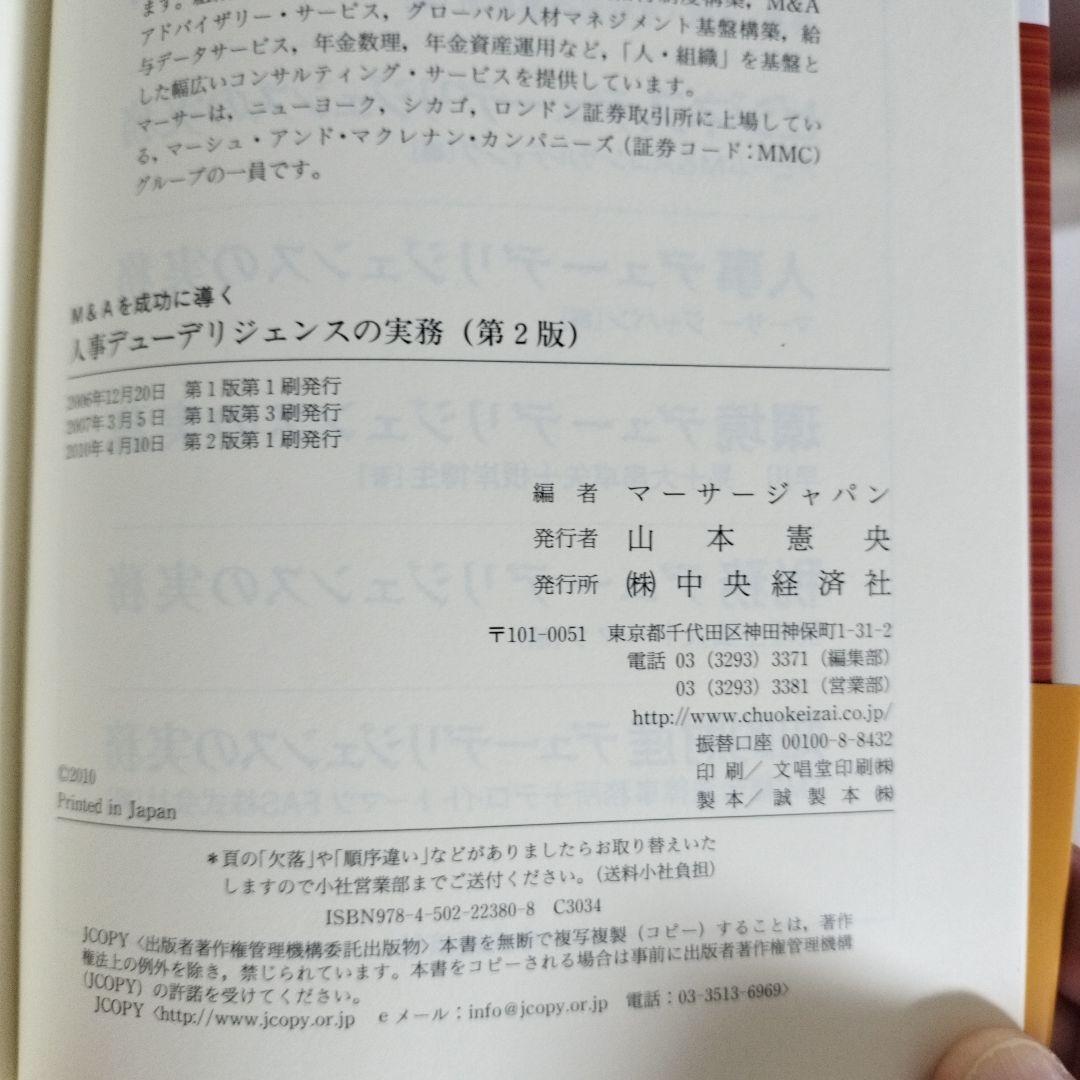 アドバイザリー・サービス，グローバル人材マネジメント基盤構築，給
与データサービス，年金数理，年金資産運用など，「人・組織」を基盤と
した幅広いコンサルティング・サービスを提供しています。
マーサーは，ニューヨーク，シカゴ，ロンドン証券取引所に上場してい
る，マーシュ・アンド・マクレナン・カンパニーズ（証券コード：MMC）
グループの一員です。
M&Aを成功に導く
人事デューデリジェンスの実務（第2版）
2006年12月20日　第1版第1刷発行
2007年3月5日　第1版第3刷発行
2010年4月10日　第2版第1刷発行
編者　マーサージャパン
発行者　山本憲央
発行所　㈱中央経済社
〒101-0051　東京都千代田区神田神保町1-31-2
電話 03（3293）3371（編集部）
03（3293）3381（営業部）
http://www.chuokeizai.co.jp/
振替口座 00100-8-8432
印刷／文唱堂印刷㈱
製本／誠製本㈱
©2010
Printed in Japan
＊頁の「欠落」や「順序違い」などがありましたらお取り替えいた
しますので小社営業部までご送付ください。（送料小社負担）
ISBN978-4-502-22380-8　C3034
JCOPY〈出版者著作権管理機構委託出版物〉本書を無断で複写複製（コピー）することは，著作
権法上の例外を除き，禁じられています。本書をコピーされる場合は事前に出版者著作権管理機構
（JCOPY）の許諾を受けてください。
JCOPY〈http://www.jcopy.or.jp　eメール：info@jcopy.or.jp　電話：03-3513-6969〉